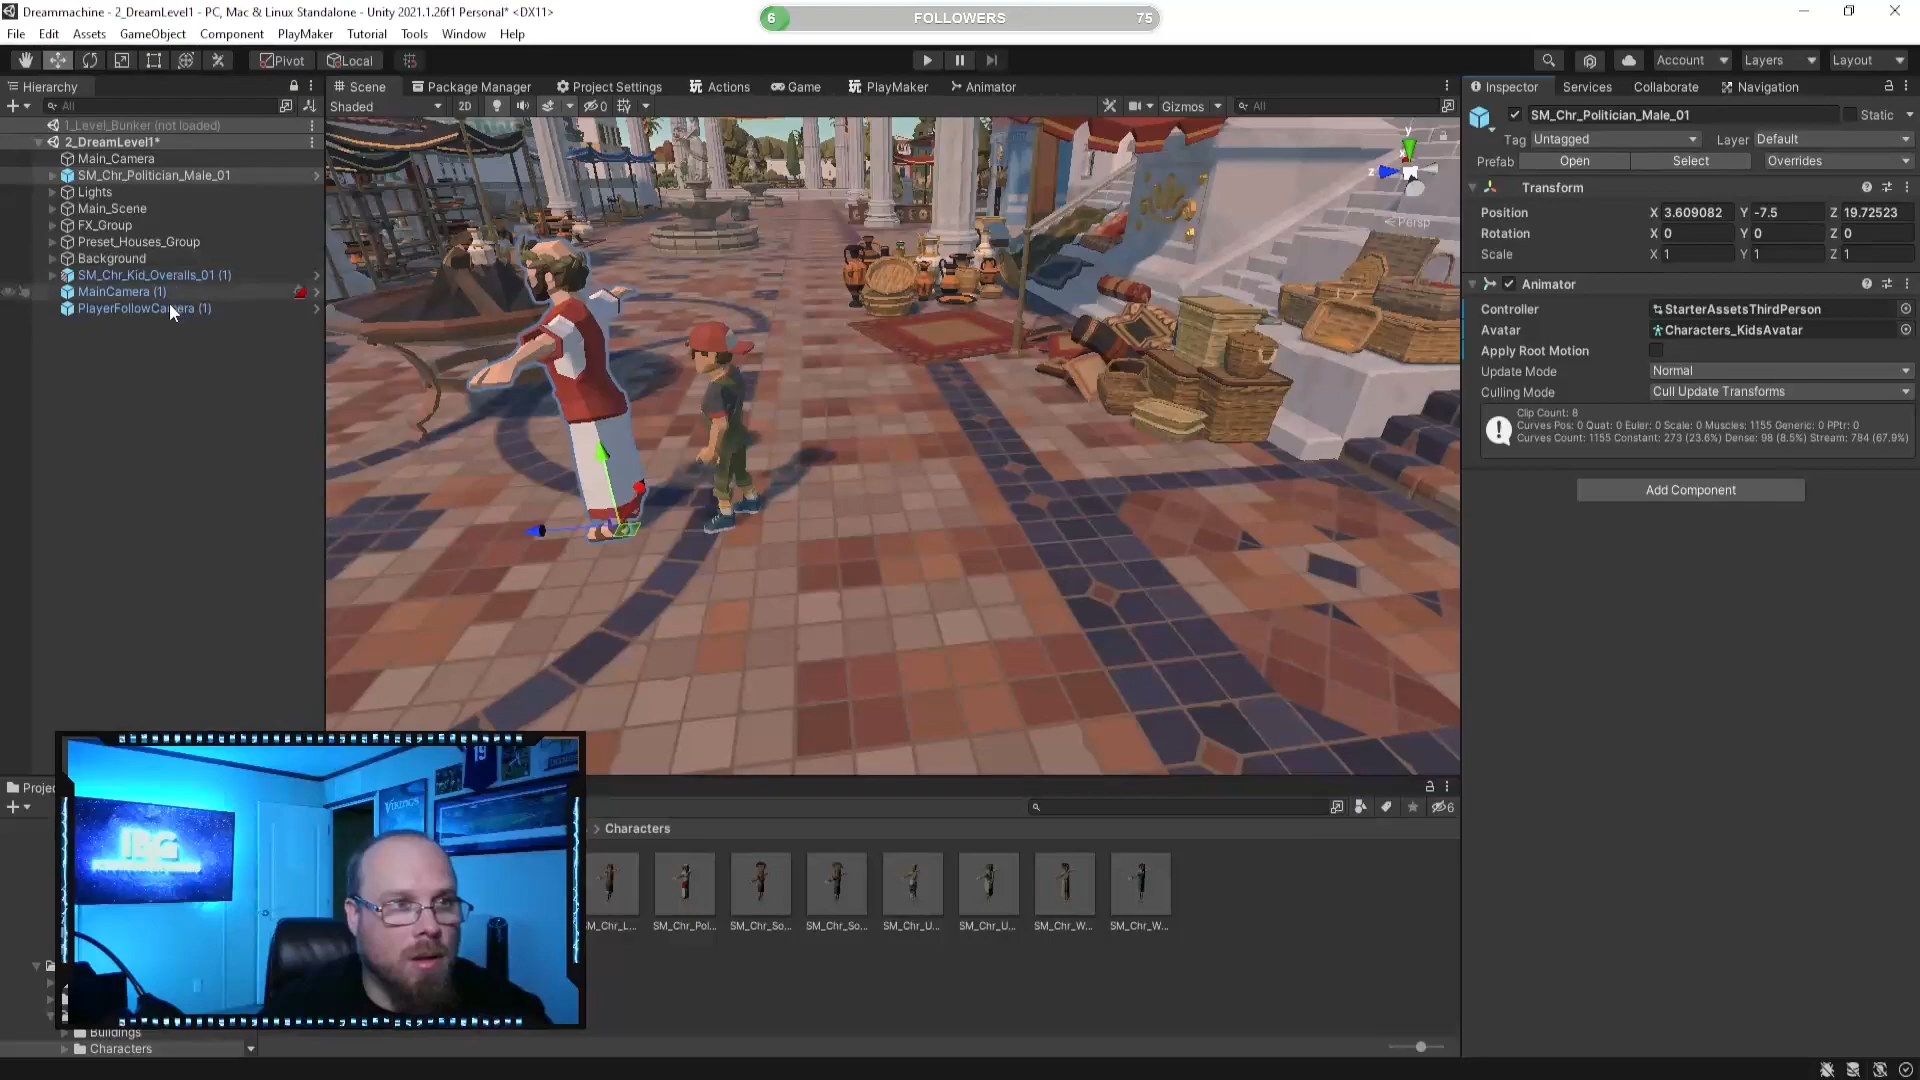 Dreammachine - 2_DreamLevel1 - PC, Mac & Linux Standalone - Unity 2021.1.26f1 Personal* <DX11>
6 FOLLOWERS 75
File Edit Assets GameObject Component PlayMaker Tutorial Tools Window Help
Pivot Local Account Layers Layout
Hierarchy
Scene Package Manager Project Settings Actions Game PlayMaker Animator
Inspector Services Collaborate Navigation
All
Shaded 2D 0 Gizmos All
1_Level_Bunker (not loaded)
2_DreamLevel1*
Main_Camera
SM_Chr_Politician_Male_01
Lights
Main_Scene
FX_Group
Preset_Houses_Group
Background
SM_Chr_Kid_Overalls_01 (1)
MainCamera (1)
PlayerFollowCamera (1)
y
z
Persp
SM_Chr_Politician_Male_01 Static
Tag Untagged Layer Default
Prefab Open Select Overrides
Transform
Position X 3.609082 Y -7.5 Z 19.72523
Rotation X 0 Y 0 Z 0
Scale X 1 Y 1 Z 1
Animator
Controller StarterAssetsThirdPerson
Avatar Characters_KidsAvatar
Apply Root Motion
Update Mode Normal
Culling Mode Cull Update Transforms
Clip Count: 8
Curves Pos: 0 Quat: 0 Euler: 0 Scale: 0 Muscles: 1155 Generic: 0 PPtr: 0
Curves Count: 1155 Constant: 273 (23.6%) Dense: 98 (8.5%) Stream: 784 (67.9%)
Add Component
Projec
6
Characters
M_Chr_L... SM_Chr_Pol... SM_Chr_So... SM_Chr_So... SM_Chr_U... SM_Chr_U... SM_Chr_W... SM_Chr_W...
19
VIKINGS
IBG
Buildings
Characters